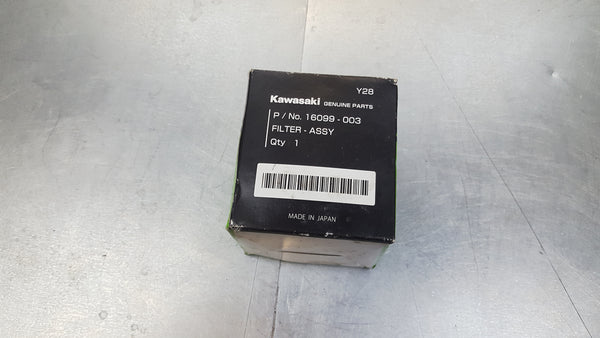 Y28
Kawasaki GENUINE PARTS
P / No. 16099 - 003
FILTER - ASSY
Qty 1
MADE IN JAPAN